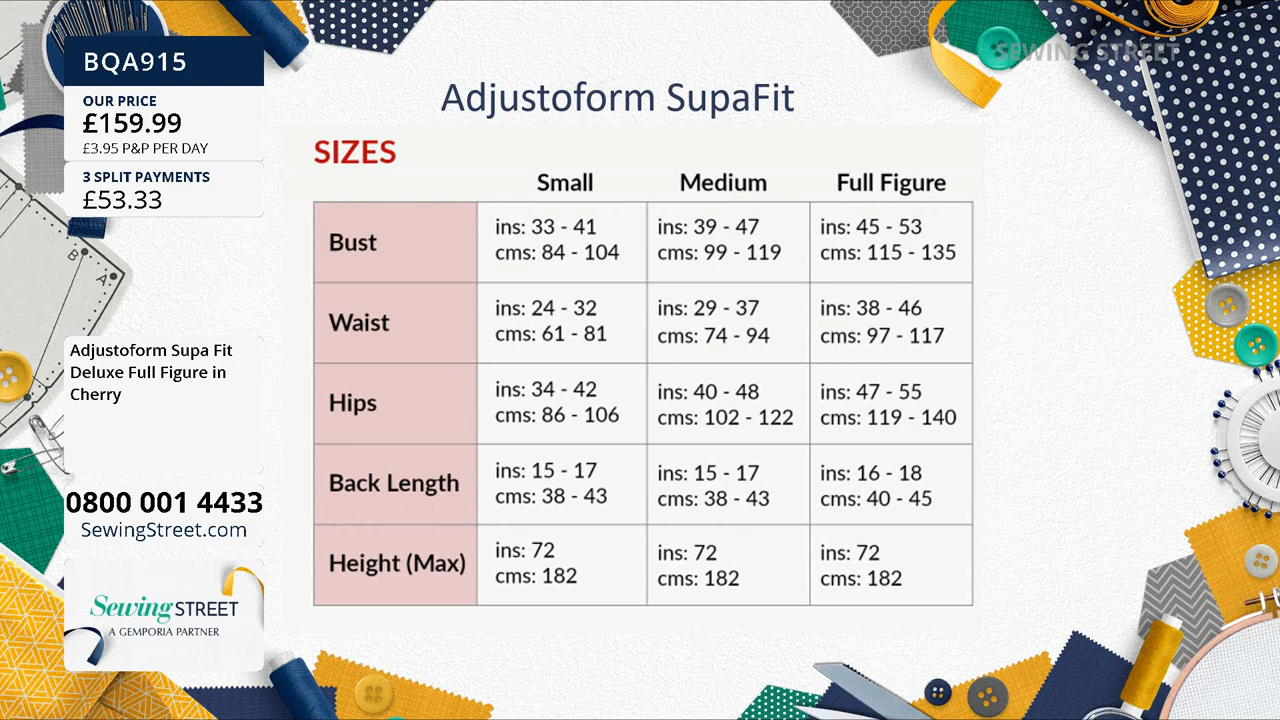 BQA915
OUR PRICE
£159.99
£3.95 P&P PER DAY
3 SPLIT PAYMENTS
£53.33
Adjustoform Supa Fit
Deluxe Full Figure in
Cherry
0800 001 4433
SewingStreet.com
Sewing STREET
A GEMPORIA PARTNER
SEWING STREET
Adjustoform SupaFit
SIZES
Small Medium Full Figure
Bust
ins: 33 - 41
cms: 84 - 104
ins: 39 - 47
cms: 99 - 119
ins: 45 - 53
cms: 115 - 135
Waist
ins: 24 - 32
cms: 61 - 81
ins: 29 - 37
cms: 74 - 94
ins: 38 - 46
cms: 97 - 117
Hips
ins: 34 - 42
cms: 86 - 106
ins: 40 - 48
cms: 102 - 122
ins: 47 - 55
cms: 119 - 140
Back Length
ins: 15 - 17
cms: 38 - 43
ins: 15 - 17
cms: 38 - 43
ins: 16 - 18
cms: 40 - 45
Height (Max)
ins: 72
cms: 182
ins: 72
cms: 182
ins: 72
cms: 182
B
A